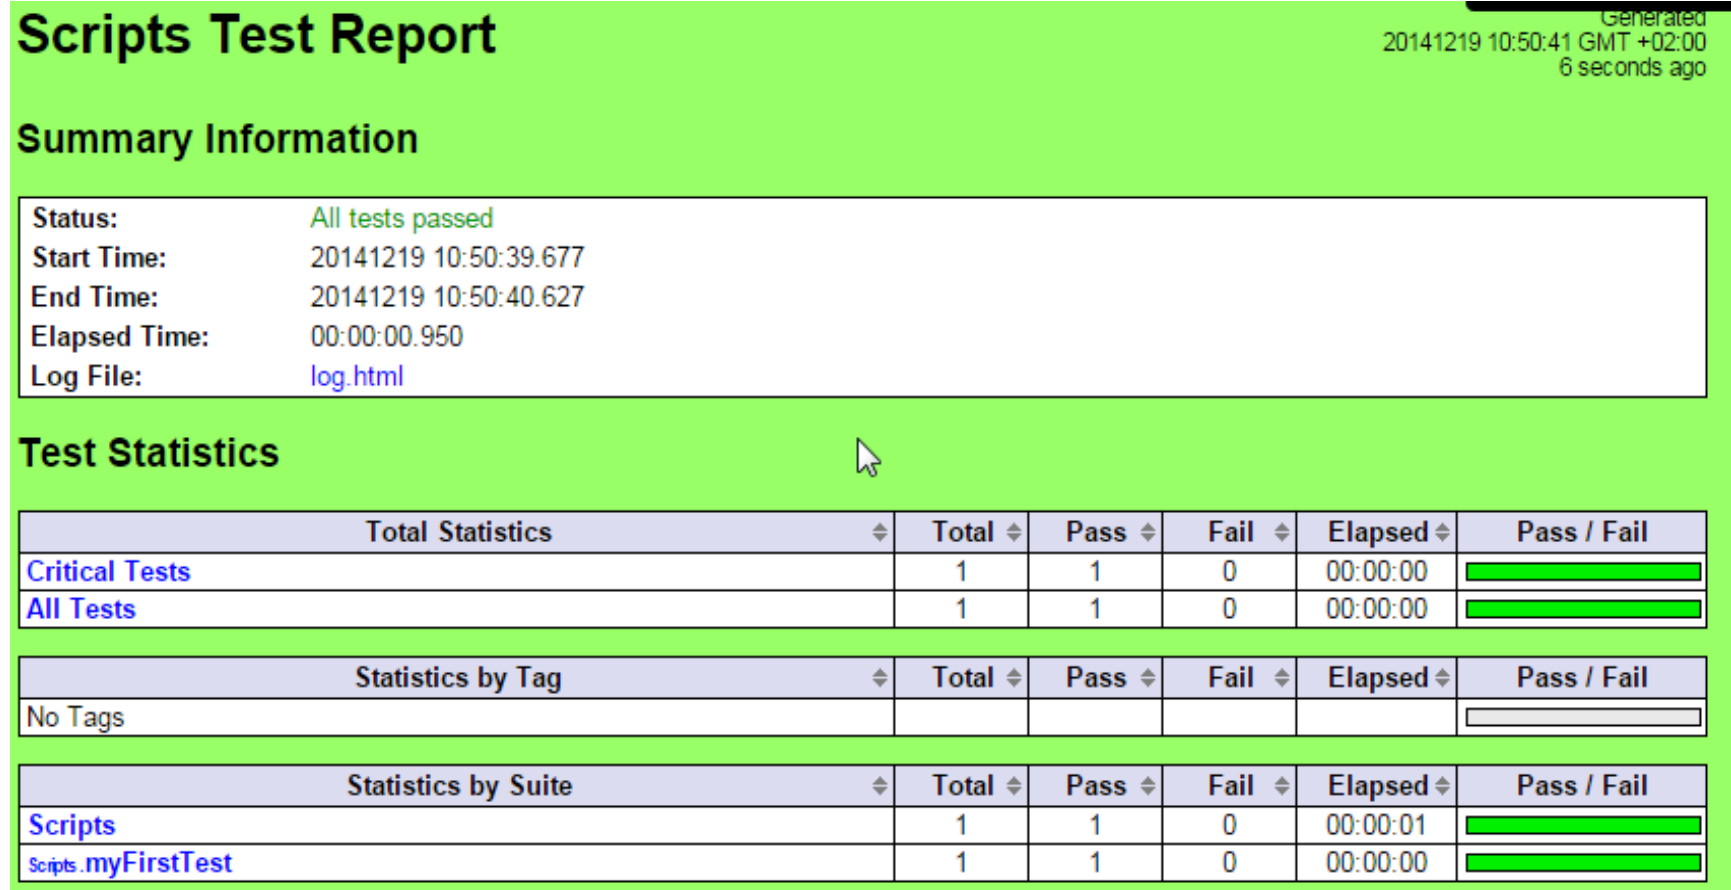 Scripts Test Report
Generated
20141219 10:50:41 GMT +02:00
6 seconds ago
Summary Information
Status: All tests passed
Start Time: 20141219 10:50:39.677
End Time: 20141219 10:50:40.627
Elapsed Time: 00:00:00.950
Log File: log.html
Test Statistics
Total Statistics Total Pass Fail Elapsed Pass / Fail
Critical Tests 1 1 0 00:00:00
All Tests 1 1 0 00:00:00
Statistics by Tag Total Pass Fail Elapsed Pass / Fail
No Tags
Statistics by Suite Total Pass Fail Elapsed Pass / Fail
Scripts 1 1 0 00:00:01
Scripts.myFirstTest 1 1 0 00:00:00